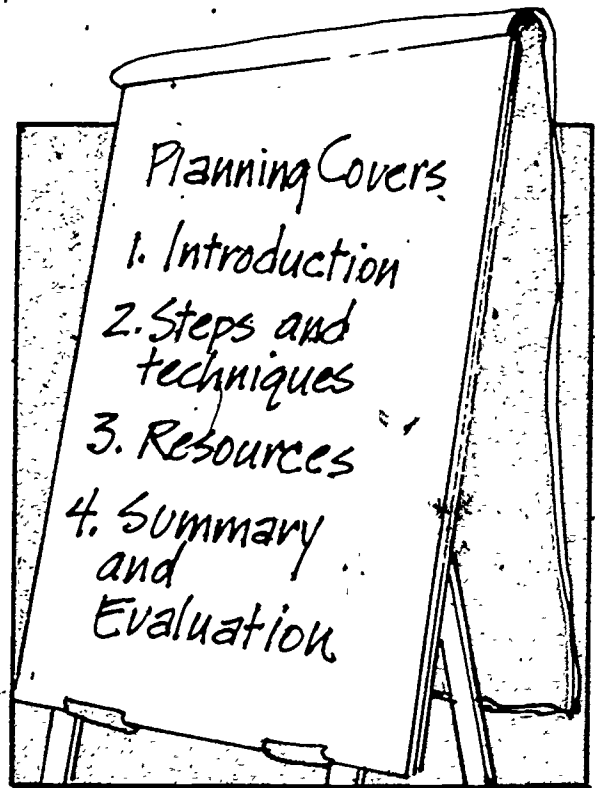 Planning Covers
1. Introduction
2. Steps and
techniques
3. Resources
4. Summary
and
Evaluation